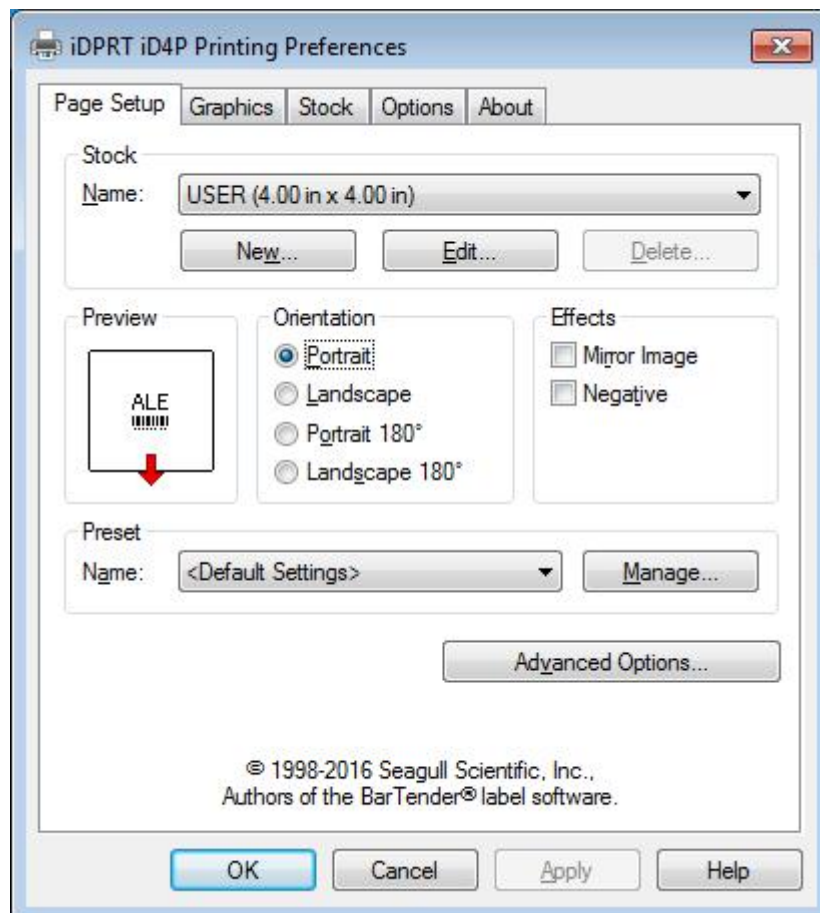 iDPRT iD4P Printing Preferences
Page Setup Graphics Stock Options About
Stock
Name: USER (4.00 in x 4.00 in)
New... Edit... Delete...
Preview Orientation Effects
ALE
Portrait
Landscape
Portrait 180°
Landscape 180°
Mirror Image
Negative
Preset
Name: <Default Settings> Manage...
Advanced Options...
© 1998-2016 Seagull Scientific, Inc.,
Authors of the BarTender® label software.
OK Cancel Apply Help